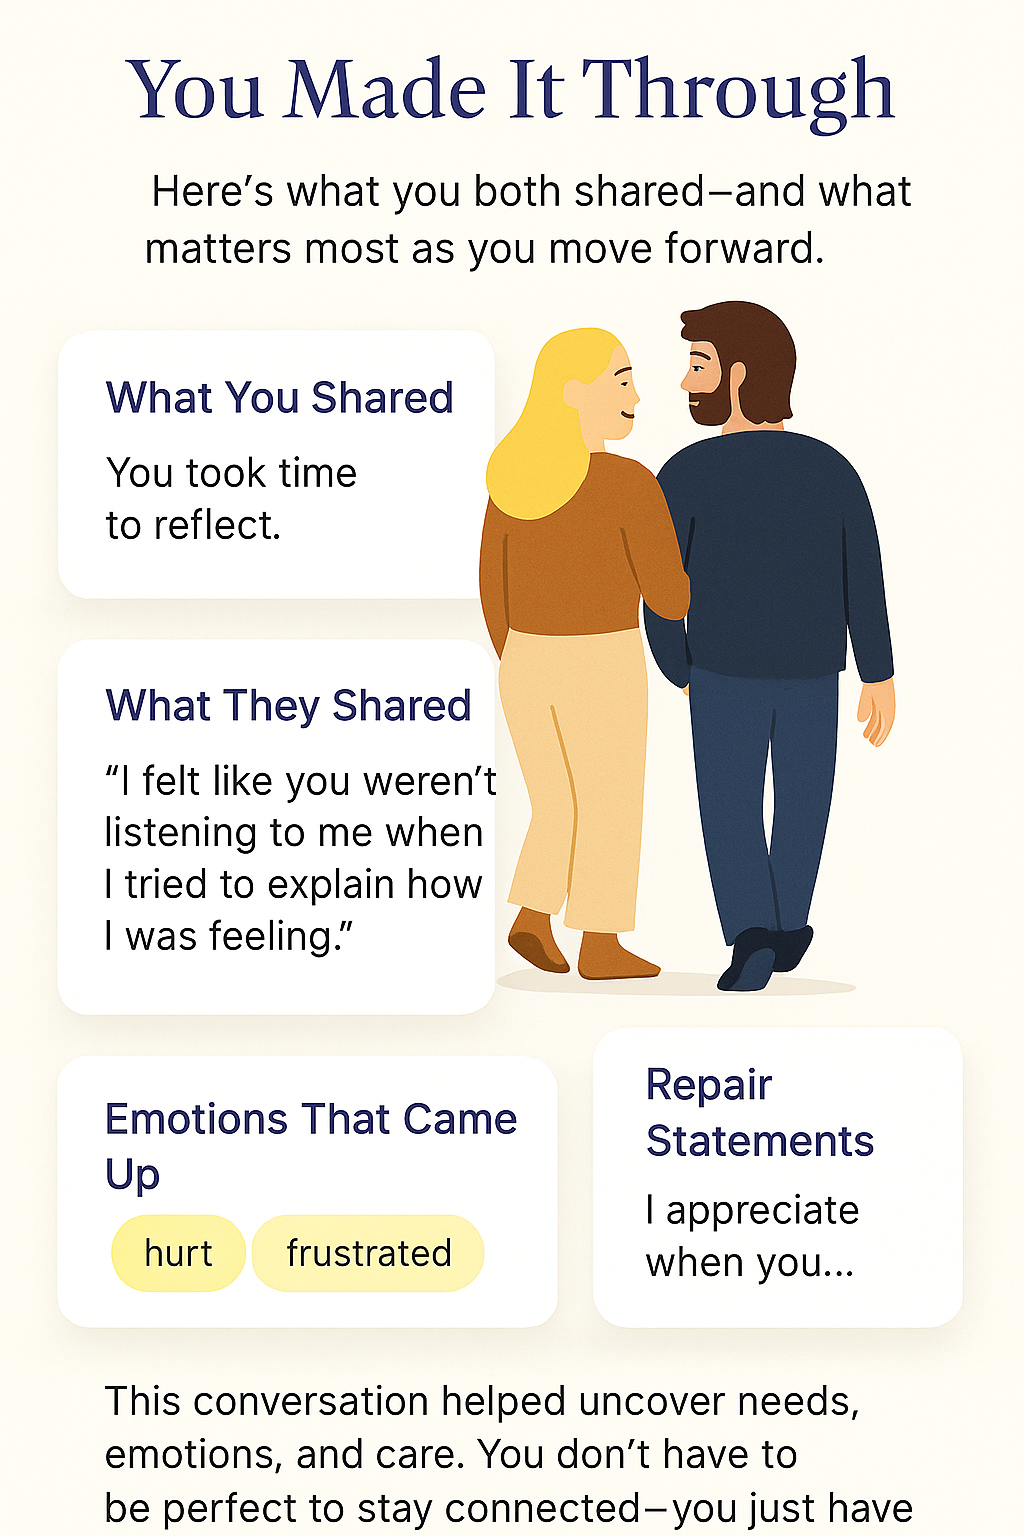 You Made It Through
Here’s what you both shared—and what
matters most as you move forward.
What You Shared
You took time
to reflect.
What They Shared
“I felt like you weren’t
listening to me when
I tried to explain how
I was feeling.”
Emotions That Came
Up
hurt
frustrated
Repair
Statements
I appreciate
when you...
This conversation helped uncover needs,
emotions, and care. You don’t have to
be perfect to stay connected—you just have